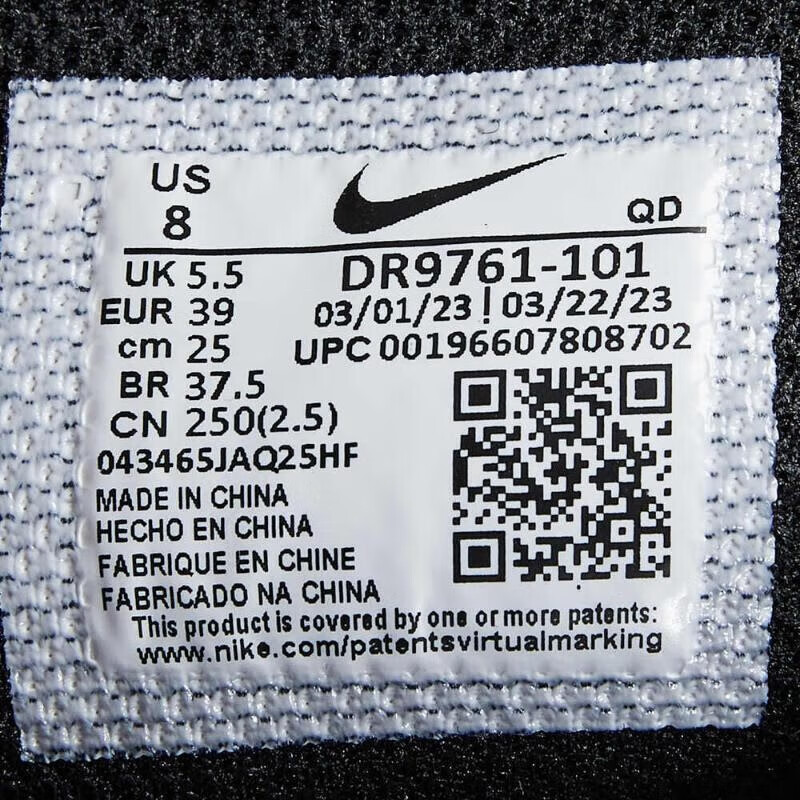 US
8
QD
UK 5.5
DR9761-101
EUR 39
03/01/23 | 03/22/23
cm 25
UPC 00196607808702
BR 37.5
CN 250(2.5)
043465JAQ25HF
MADE IN CHINA
HECHO EN CHINA
FABRIQUE EN CHINE
FABRICADO NA CHINA
This product is covered by one or more patents:
www.nike.com/patentsvirtualmarking